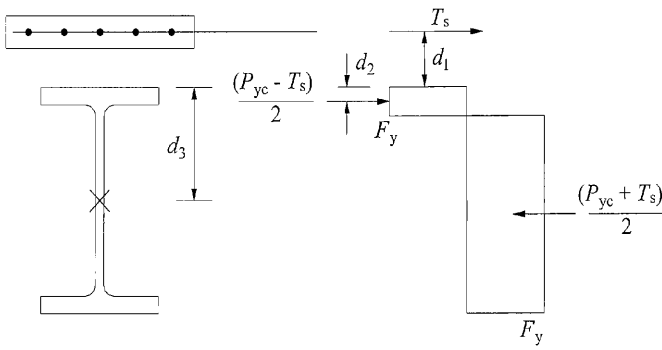 T_s
d_1
d_2
(P_yc - T_s)
2
F_y
d_3
(P_yc + T_s)
2
F_y